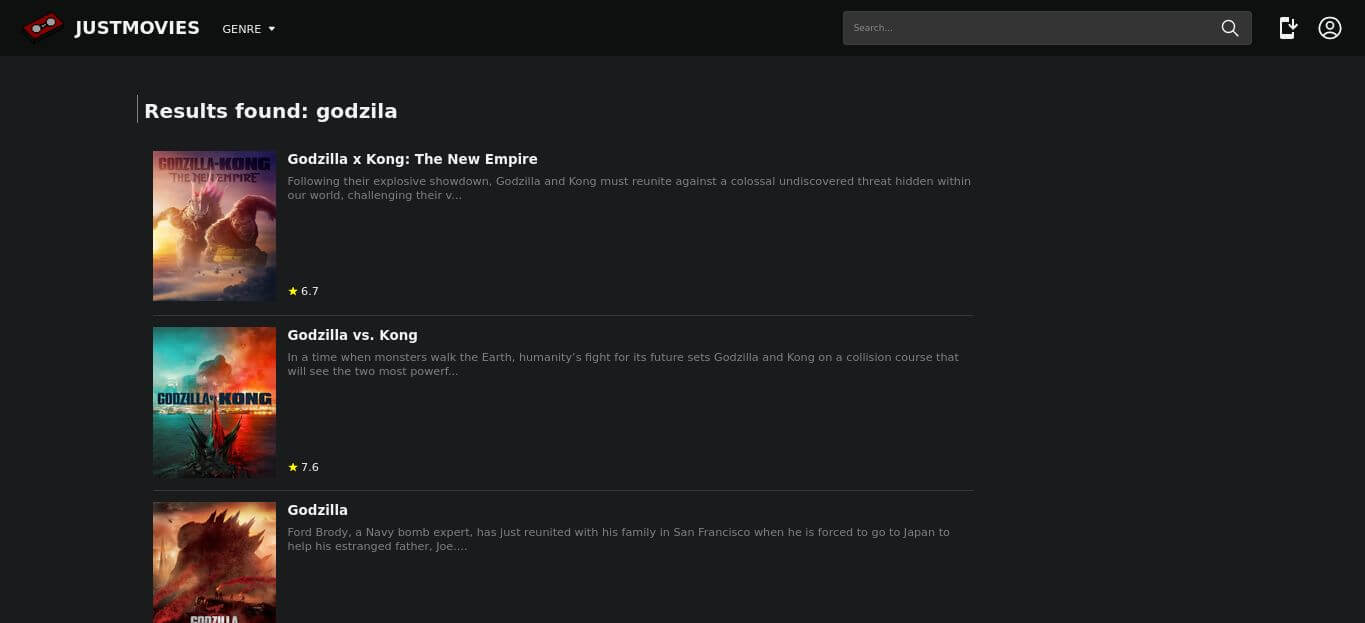 JUSTMOVIES
GENRE
Search...
Results found: godzila
GODZILLA-KONG
THE NEW EMPIRE
Godzilla x Kong: The New Empire
Following their explosive showdown, Godzilla and Kong must reunite against a colossal undiscovered threat hidden within
our world, challenging their v...
6.7
GODZILLA vs KONG
Godzilla vs. Kong
In a time when monsters walk the Earth, humanity’s fight for its future sets Godzilla and Kong on a collision course that
will see the two most powerf...
7.6
Godzilla
Ford Brody, a Navy bomb expert, has just reunited with his family in San Francisco when he is forced to go to Japan to
help his estranged father, Joe....
GODZILLA